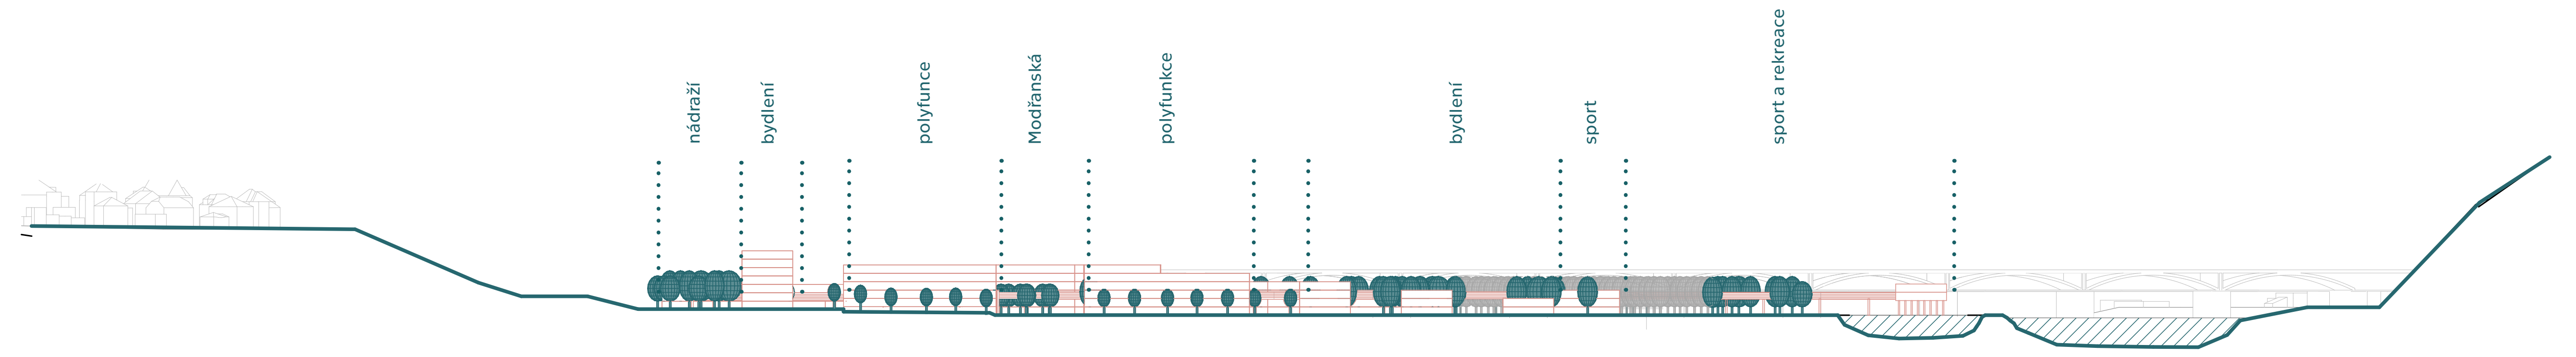 nádraží
bydlení
polyfunce
Modřanská
polyfunkce
bydlení
sport
sport a rekreace